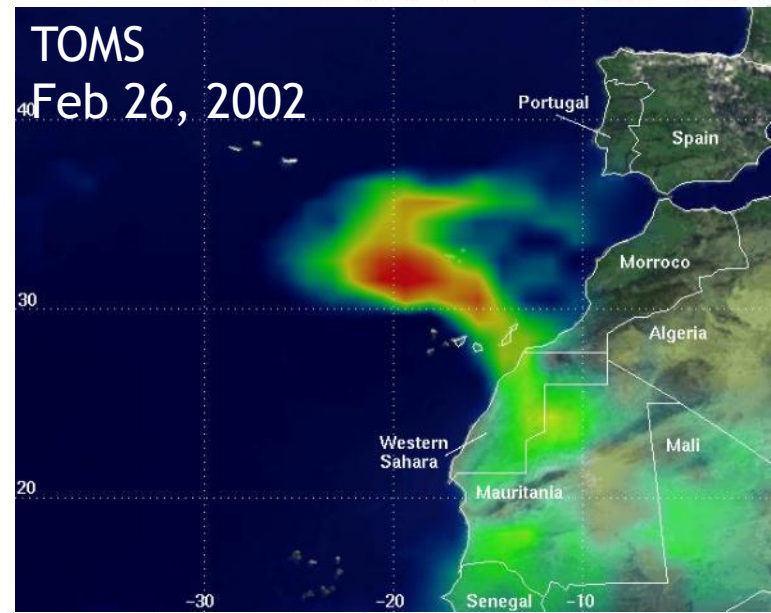 TOMS
Feb 26, 2002
40
Portugal
Spain
Morroco
30
Algeria
Western
Sahara
Mali
20
Mauritania
-30
-20
Senegal
-10